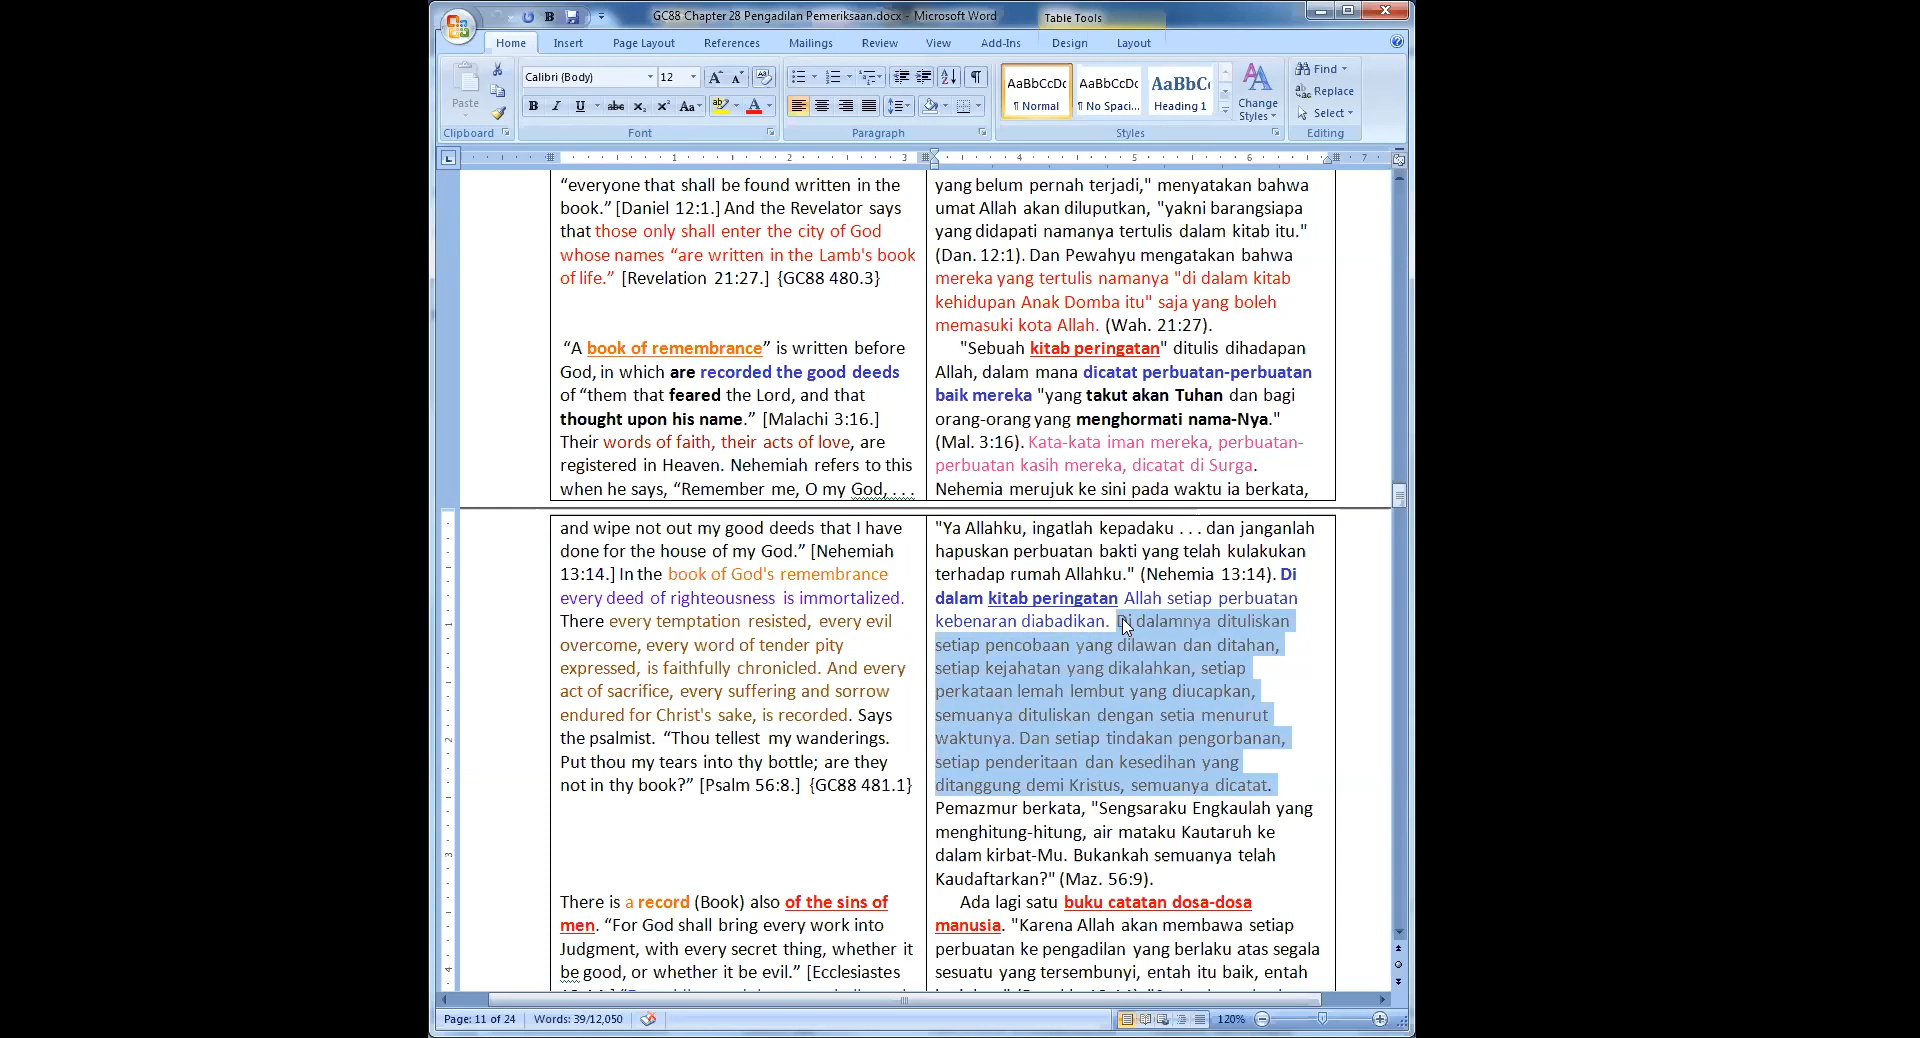 GC88 Chapter 28 Pengadilan Pemeriksaan.docx - Microsoft Word
Table Tools
Home Insert Page Layout References Mailings Review View Add-Ins Design Layout
Calibri (Body) 12
Find
AaBbCcDc AaBbCcDc AaBbC
Replace
Paste
¶ Normal ¶ No Spaci... Heading 1
Change Styles
Select
Clipboard Font Paragraph Styles Editing
1 2 3 4 5 6 7
“everyone that shall be found written in the
book.” [Daniel 12:1.] And the Revelator says
that those only shall enter the city of God
whose names “are written in the Lamb's book
of life.” [Revelation 21:27.] {GC88 480.3}
“A book of remembrance” is written before
God, in which are recorded the good deeds
of “them that feared the Lord, and that
thought upon his name.” [Malachi 3:16.]
Their words of faith, their acts of love, are
registered in Heaven. Nehemiah refers to this
when he says, “Remember me, O my God, . . .
and wipe not out my good deeds that I have
done for the house of my God.” [Nehemiah
13:14.] In the book of God's remembrance
every deed of righteousness is immortalized.
There every temptation resisted, every evil
overcome, every word of tender pity
expressed, is faithfully chronicled. And every
act of sacrifice, every suffering and sorrow
endured for Christ's sake, is recorded. Says
the psalmist. “Thou tellest my wanderings.
Put thou my tears into thy bottle; are they
not in thy book?” [Psalm 56:8.] {GC88 481.1}
There is a record (Book) also of the sins of
men. “For God shall bring every work into
Judgment, with every secret thing, whether it
be good, or whether it be evil.” [Ecclesiastes
yang belum pernah terjadi," menyatakan bahwa
umat Allah akan diluputkan, "yakni barangsiapa
yang didapati namanya tertulis dalam kitab itu."
(Dan. 12:1). Dan Pewahyu mengatakan bahwa
mereka yang tertulis namanya "di dalam kitab
kehidupan Anak Domba itu" saja yang boleh
memasuki kota Allah. (Wah. 21:27).
"Sebuah kitab peringatan" ditulis dihadapan
Allah, dalam mana dicatat perbuatan-perbuatan
baik mereka "yang takut akan Tuhan dan bagi
orang-orang yang menghormati nama-Nya."
(Mal. 3:16). Kata-kata iman mereka, perbuatan-
perbuatan kasih mereka, dicatat di Surga.
Nehemia merujuk ke sini pada waktu ia berkata,
"Ya Allahku, ingatlah kepadaku . . . dan janganlah
hapuskan perbuatan bakti yang telah kulakukan
terhadap rumah Allahku." (Nehemia 13:14). Di
dalam kitab peringatan Allah setiap perbuatan
kebenaran diabadikan. Di dalamnya dituliskan
setiap pencobaan yang dilawan dan ditahan,
setiap kejahatan yang dikalahkan, setiap
perkataan lemah lembut yang diucapkan,
semuanya dituliskan dengan setia menurut
waktunya. Dan setiap tindakan pengorbanan,
setiap penderitaan dan kesedihan yang
ditanggung demi Kristus, semuanya dicatat.
Pemazmur berkata, "Sengsaraku Engkaulah yang
menghitung-hitung, air mataku Kautaruh ke
dalam kirbat-Mu. Bukankah semuanya telah
Kaudaftarkan?" (Maz. 56:9).
Ada lagi satu buku catatan dosa-dosa
manusia. "Karena Allah akan membawa setiap
perbuatan ke pengadilan yang berlaku atas segala
sesuatu yang tersembunyi, entah itu baik, entah
Page: 11 of 24 Words: 39/12,050 120%